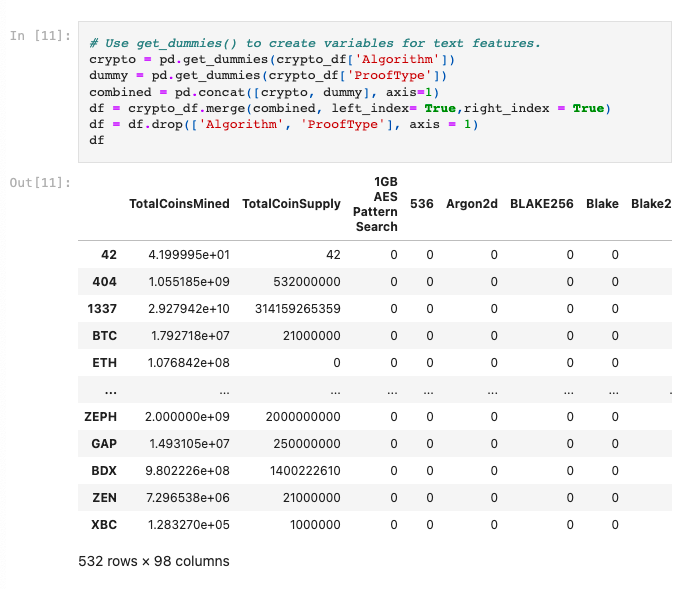 In [11]:
# Use get_dummies() to create variables for text features.
crypto = pd.get_dummies(crypto_df['Algorithm'])
dummy = pd.get_dummies(crypto_df['ProofType'])
combined = pd.concat([crypto, dummy], axis=1)
df = crypto_df.merge(combined, left_index= True,right_index = True)
df = df.drop(['Algorithm', 'ProofType'], axis = 1)
df
Out[11]:
TotalCoinsMined TotalCoinSupply 1GB AES Pattern Search 536 Argon2d BLAKE256 Blake Blake2
42 4.199995e+01 42 0 0 0 0 0
404 1.055185e+09 532000000 0 0 0 0 0
1337 2.927942e+10 314159265359 0 0 0 0 0
BTC 1.792718e+07 21000000 0 0 0 0 0
ETH 1.076842e+08 0 0 0 0 0 0
... ... ... ... ... ... ... ... .
ZEPH 2.000000e+09 2000000000 0 0 0 0 0
GAP 1.493105e+07 250000000 0 0 0 0 0
BDX 9.802226e+08 1400222610 0 0 0 0 0
ZEN 7.296538e+06 21000000 0 0 0 0 0
XBC 1.283270e+05 1000000 0 0 0 0 0
532 rows × 98 columns